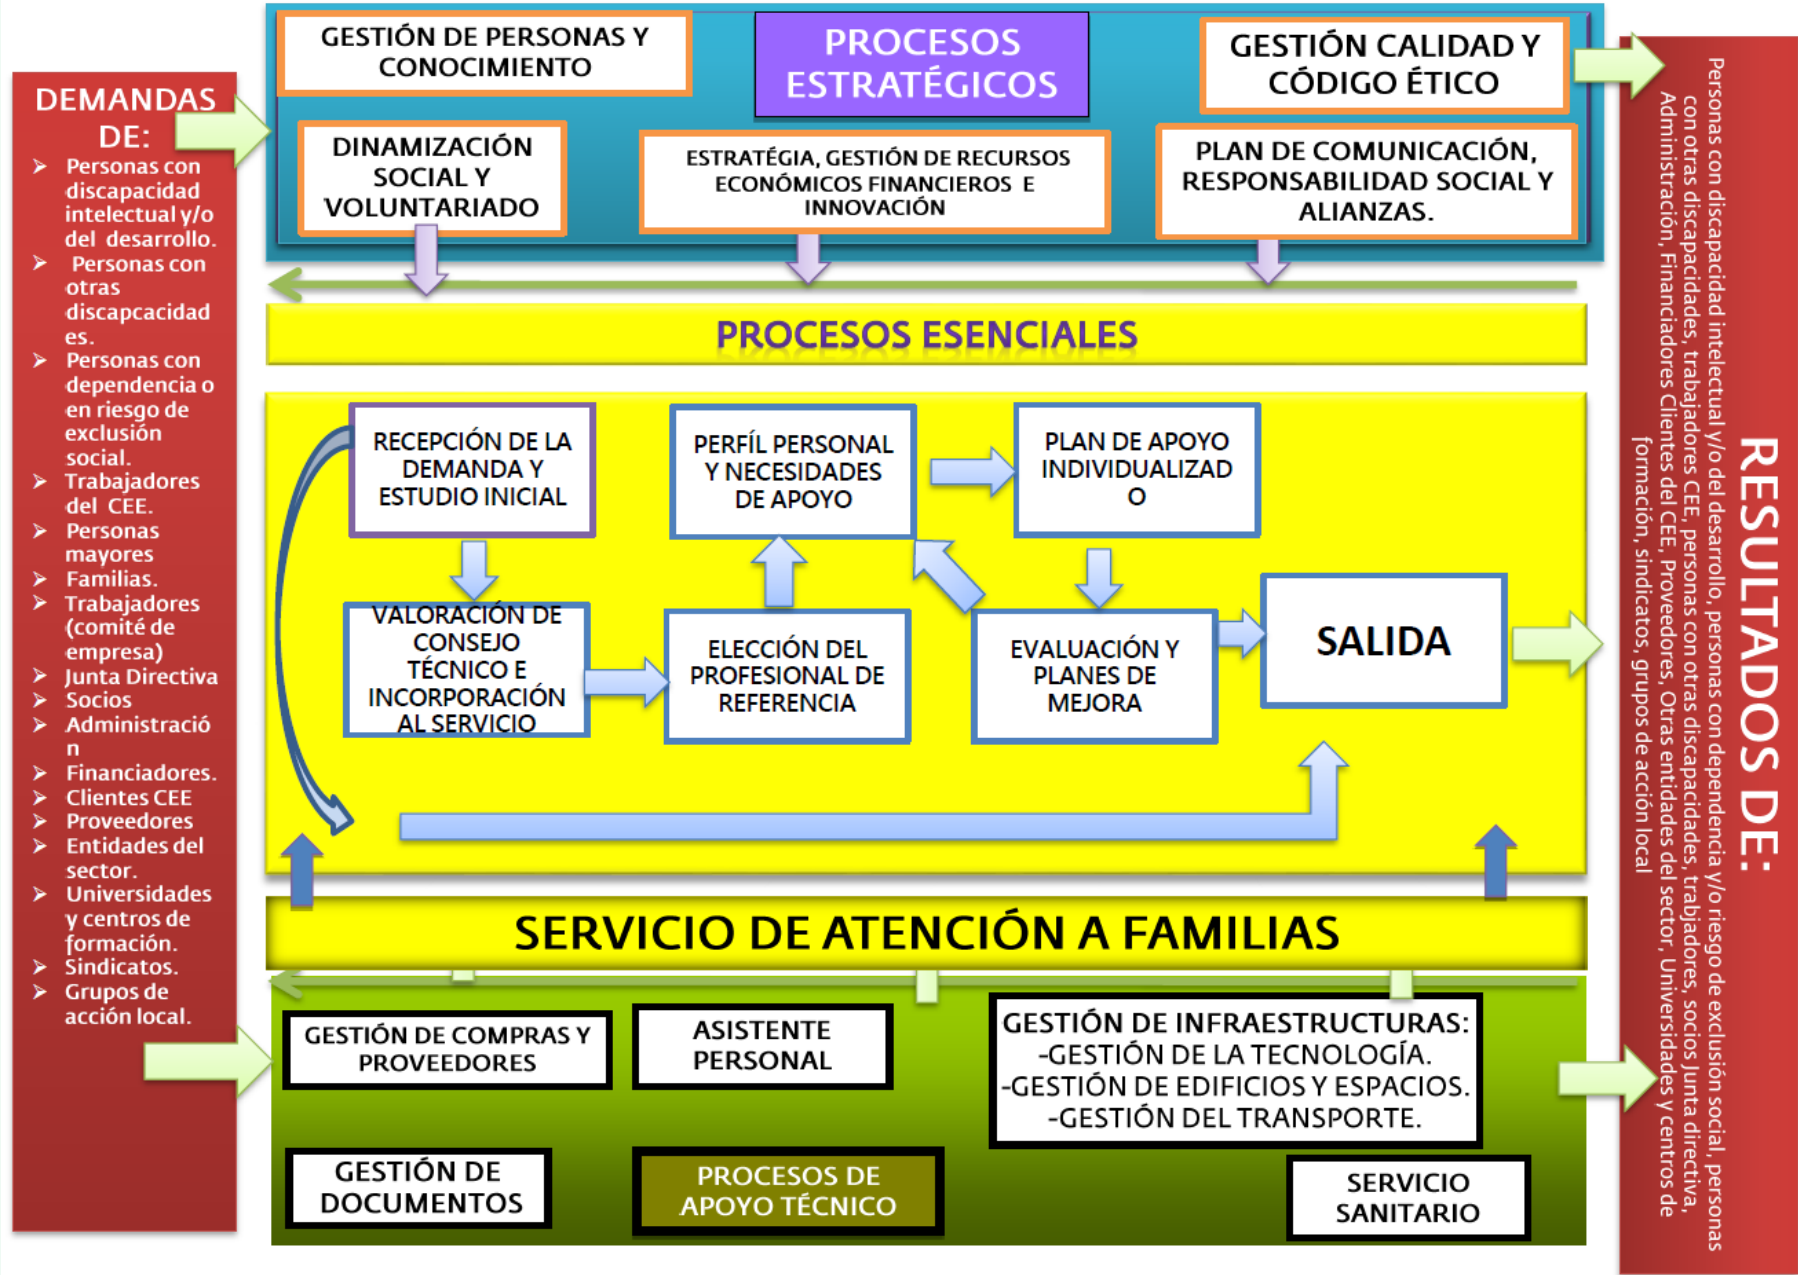 DEMANDAS
DE:
➢ Personas con
discapacidad
intelectual y/o
del desarrollo.
➢ Personas con
otras
discapcacidad
es.
➢ Personas con
dependencia o
en riesgo de
exclusión
social.
➢ Trabajadores
del CEE.
➢ Personas
mayores
➢ Familias.
➢ Trabajadores
(comité de
empresa)
➢ Junta Directiva
➢ Socios
➢ Administració
n
➢ Financiadores.
➢ Clientes CEE
➢ Proveedores
➢ Entidades del
sector.
➢ Universidades
y centros de
formación.
➢ Sindicatos.
➢ Grupos de
acción local.
GESTIÓN DE PERSONAS Y
CONOCIMIENTO
PROCESOS
ESTRATÉGICOS
GESTIÓN CALIDAD Y
CÓDIGO ÉTICO
DINAMIZACIÓN
SOCIAL Y
VOLUNTARIADO
ESTRATÉGIA, GESTIÓN DE RECURSOS
ECONÓMICOS FINANCIEROS E
INNOVACIÓN
PLAN DE COMUNICACIÓN,
RESPONSABILIDAD SOCIAL Y
ALIANZAS.
PROCESOS ESENCIALES
RECEPCIÓN DE LA
DEMANDA Y
ESTUDIO INICIAL
PERFÍL PERSONAL
Y NECESIDADES
DE APOYO
PLAN DE APOYO
INDIVIDUALIZAD
O
VALORACIÓN DE
CONSEJO
TÉCNICO E
INCORPORACIÓN
AL SERVICIO
ELECCIÓN DEL
PROFESIONAL DE
REFERENCIA
EVALUACIÓN Y
PLANES DE
MEJORA
SALIDA
SERVICIO DE ATENCIÓN A FAMILIAS
GESTIÓN DE COMPRAS Y
PROVEEDORES
ASISTENTE
PERSONAL
GESTIÓN DE INFRAESTRUCTURAS:
-GESTIÓN DE LA TECNOLOGÍA.
-GESTIÓN DE EDIFICIOS Y ESPACIOS.
-GESTIÓN DEL TRANSPORTE.
GESTIÓN DE
DOCUMENTOS
PROCESOS DE
APOYO TÉCNICO
SERVICIO
SANITARIO
RESULTADOS DE:
Personas con discapacidad intelectual y/o del desarrollo, personas con dependencia y/o riesgo de exclusión social, personas
con otras discapacidades, trabajadores CEE, personas con otras discapacidades, trabjadores, socios Junta directiva,
Administración, Financiadores Clientes del CEE, Proveedores, Otras entidades del sector, Universidades y centros de
formación, sindicatos, grupos de acción local